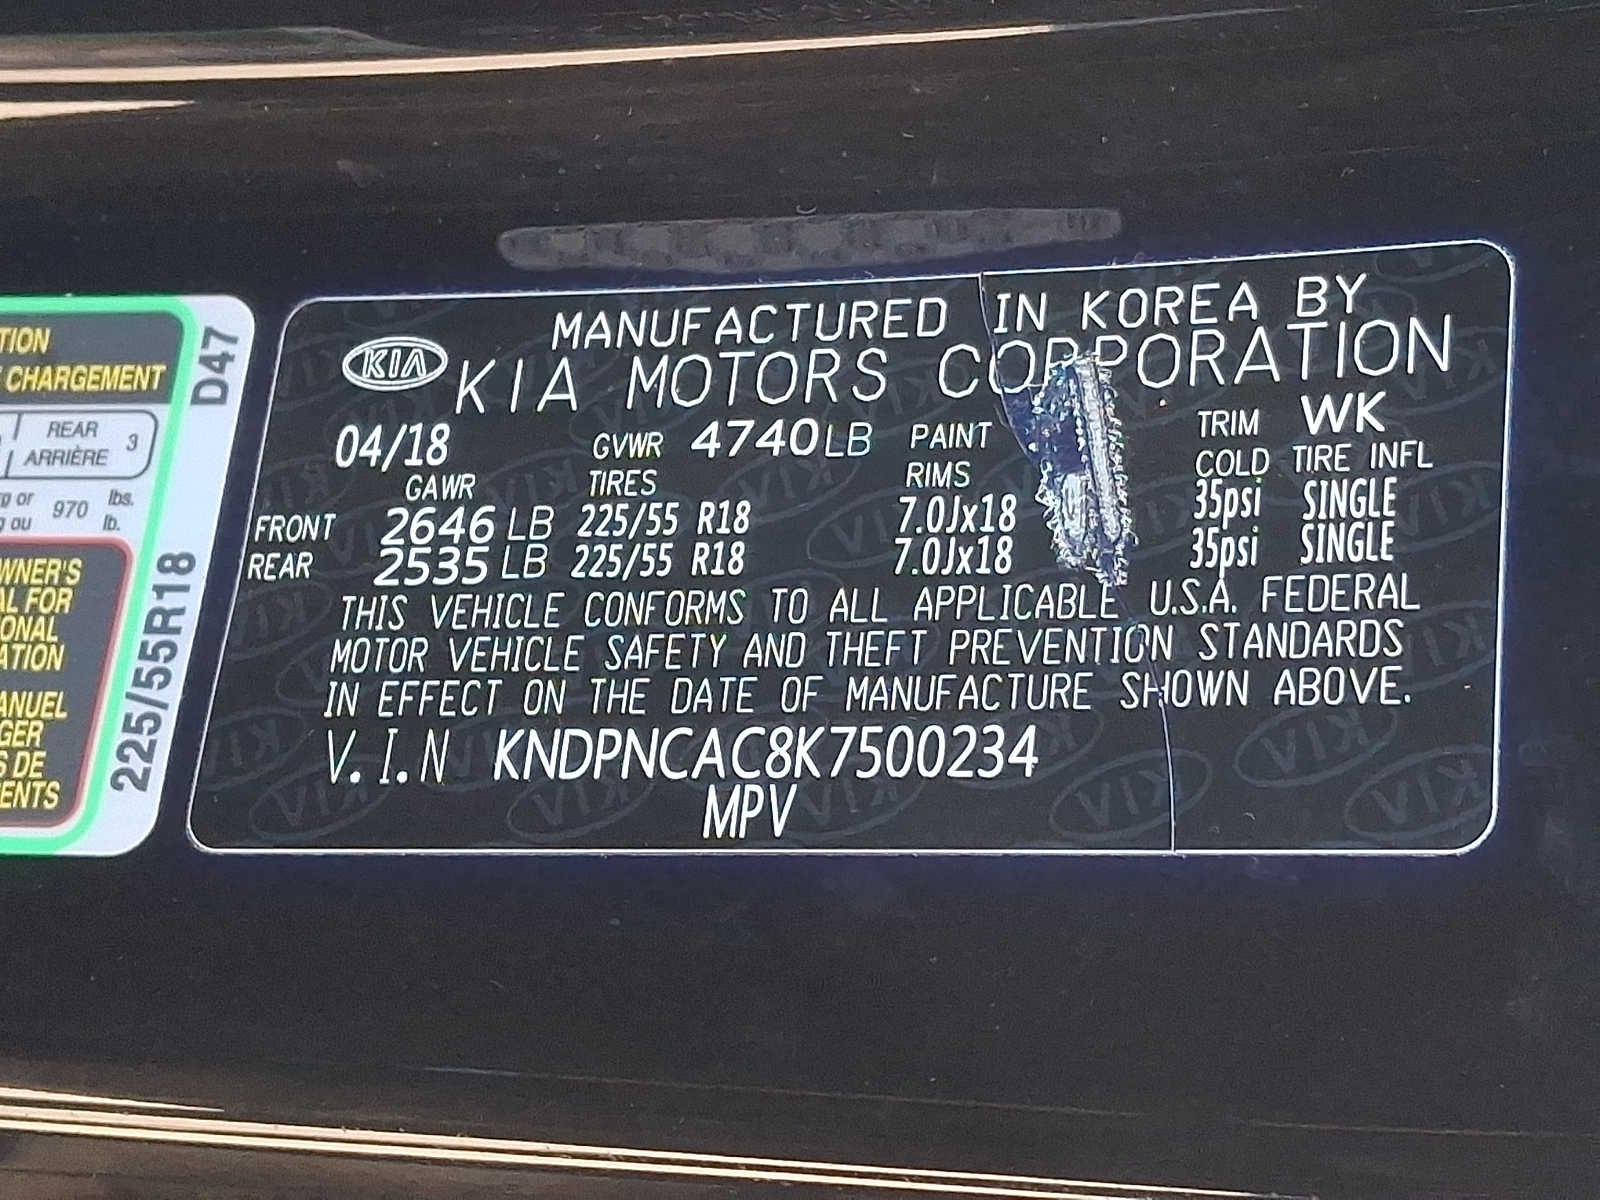 TION
CHARGEMENT
REAR 3
ARRIÈRE
or 970 lbs.
ou lb.
WNER'S
AL FOR
ONAL
ATION
ANUEL
GER
S DE
ENTS
D47
225/55R18
MANUFACTURED IN KOREA BY
KIA KIA MOTORS CORPORATION
04/18 GVWR 4740LB PAINT TRIM WK
GAWR TIRES RIMS COLD TIRE INFL
FRONT 2646 LB 225/55 R18 7.0Jx18 35psi SINGLE
REAR 2535 LB 225/55 R18 7.0Jx18 35psi SINGLE
THIS VEHICLE CONFORMS TO ALL APPLICABLE U.S.A. FEDERAL
MOTOR VEHICLE SAFETY AND THEFT PREVENTION STANDARDS
IN EFFECT ON THE DATE OF MANUFACTURE SHOWN ABOVE.
V.I.N KNDPNCAC8K7500234
MPV